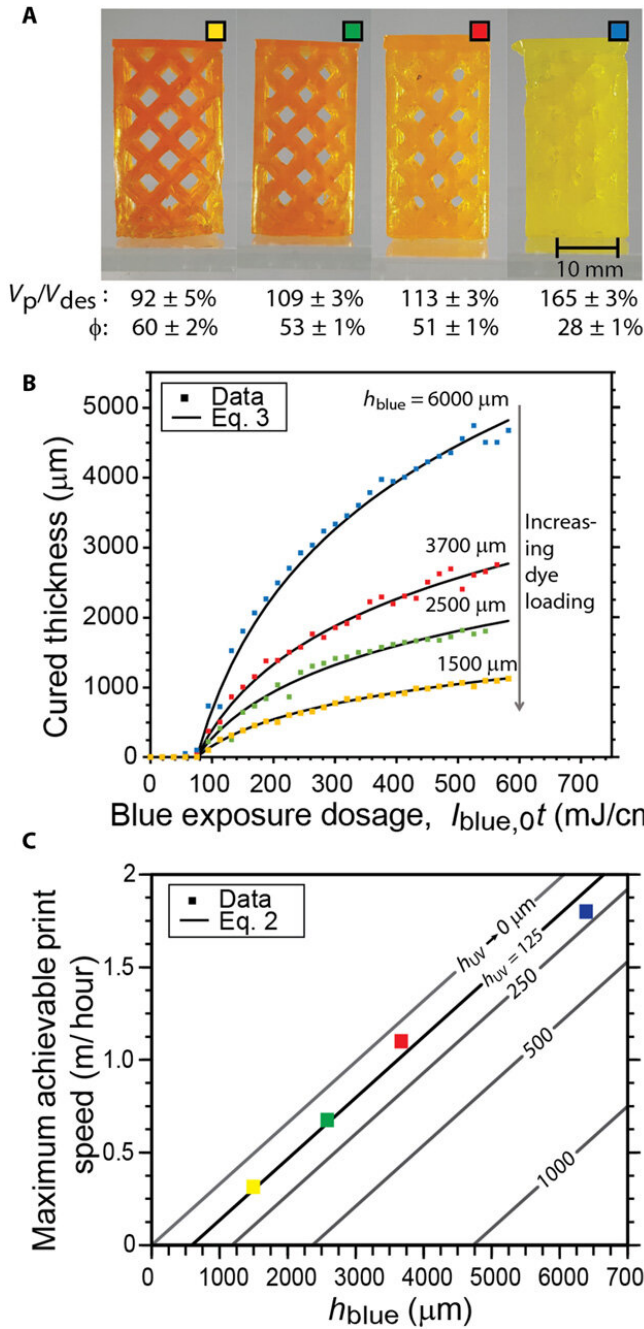 A
10 mm
Vp/Vdes: 92 ± 5% 109 ± 3% 113 ± 3% 165 ± 3%
ϕ: 60 ± 2% 53 ± 1% 51 ± 1% 28 ± 1%
B
Data
Eq. 3
hblue = 6000 μm
3700 μm
2500 μm
1500 μm
Increas-
ing
dye
loading
Cured thickness (μm)
5000
4000
3000
2000
1000
0
0 100 200 300 400 500 600 700
Blue exposure dosage, Iblue,0t (mJ/cm
C
Data
Eq. 2
hUV → 0 μm
hUV = 125
250
500
1000
Maximum achievable print
speed (m/hour)
2
1.5
1.0
0.5
0
0 1000 2000 3000 4000 5000 6000 7000
hblue (μm)